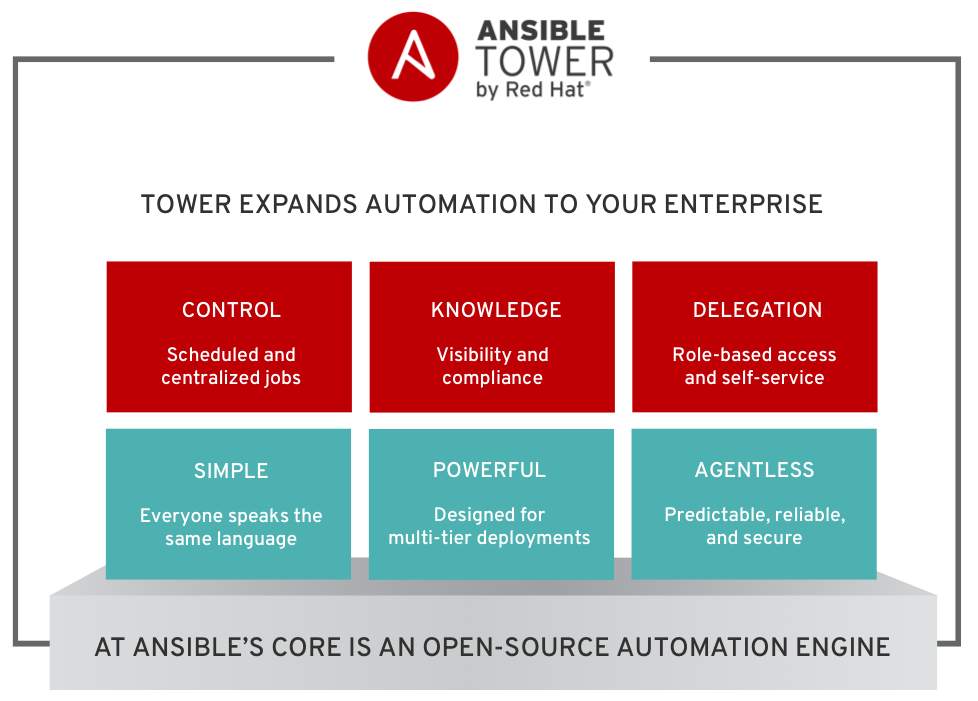 ANSIBLE
TOWER
by Red Hat®
TOWER EXPANDS AUTOMATION TO YOUR ENTERPRISE
CONTROL
Scheduled and
centralized jobs
KNOWLEDGE
Visibility and
compliance
DELEGATION
Role-based access
and self-service
SIMPLE
Everyone speaks the
same language
POWERFUL
Designed for
multi-tier deployments
AGENTLESS
Predictable, reliable,
and secure
AT ANSIBLE’S CORE IS AN OPEN-SOURCE AUTOMATION ENGINE